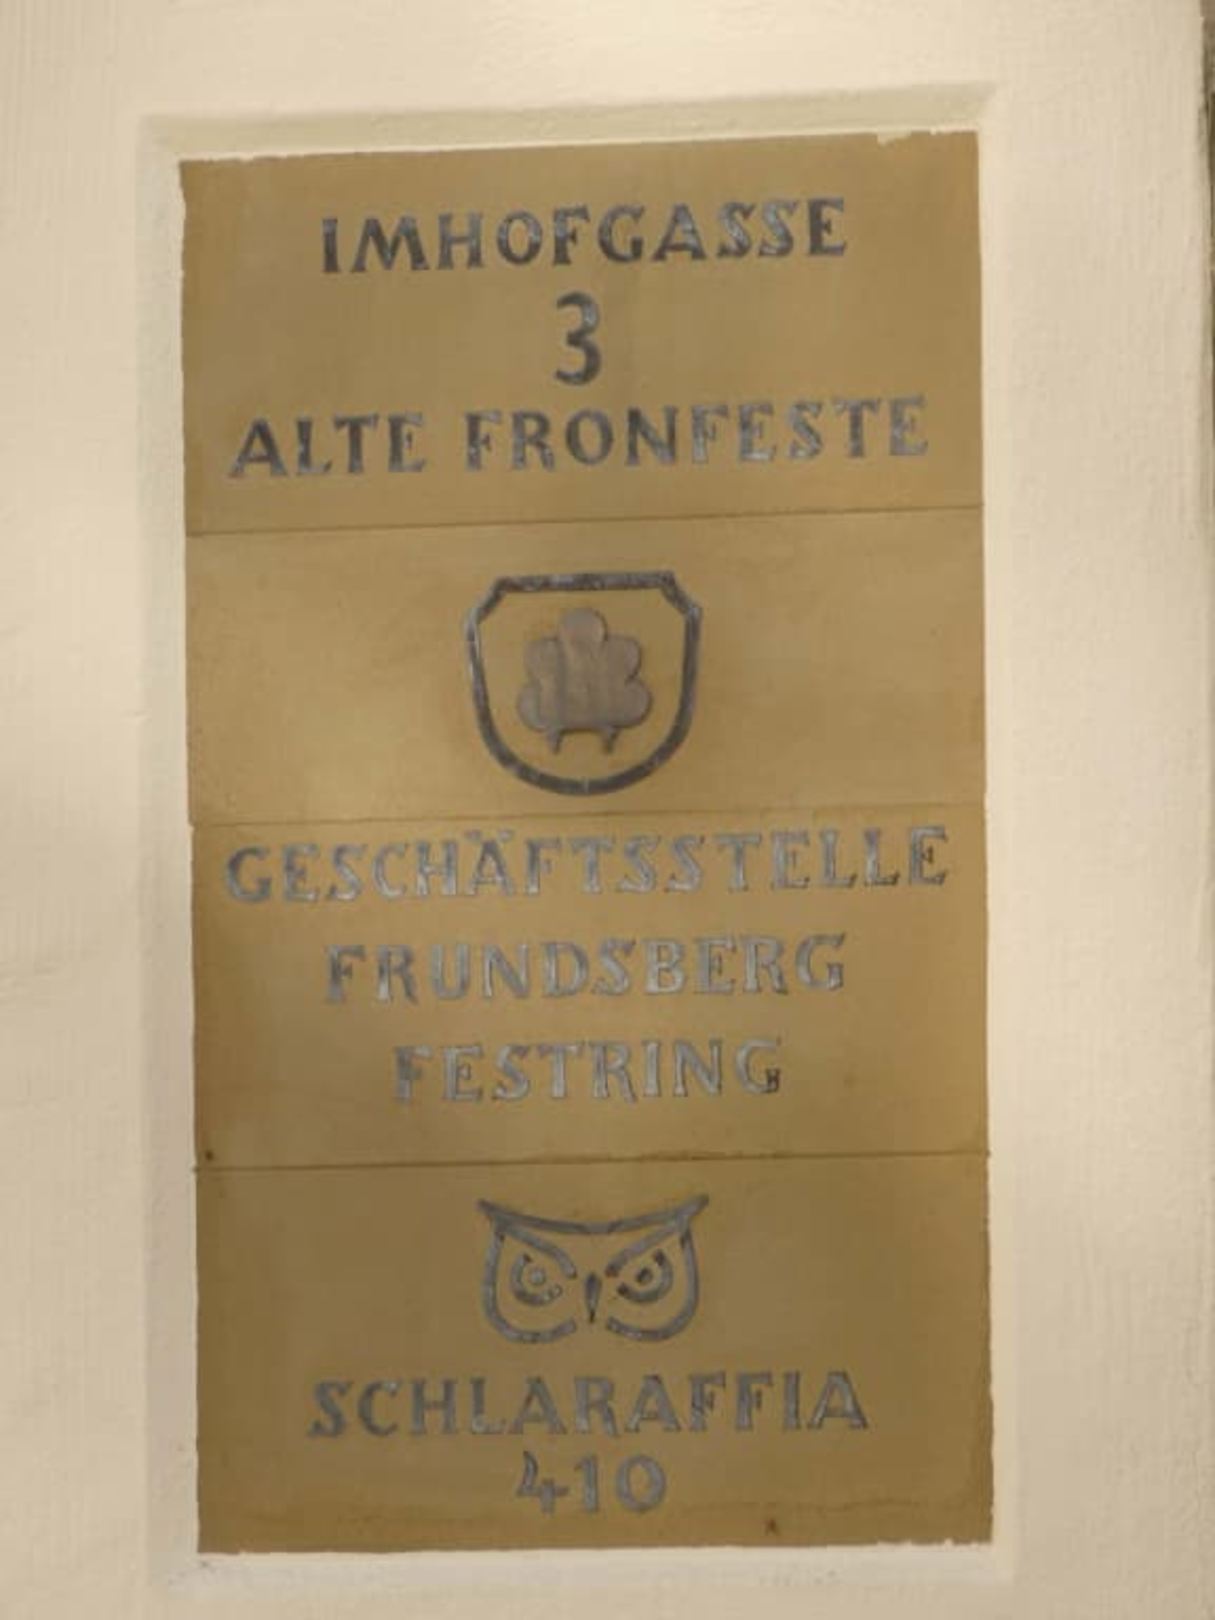 IMHOFGASSE
3
ALTE FRONFESTE
GESCHÄFTSSTELLE
FRUNDSBERG
FESTRING
SCHLARAFFIA
410